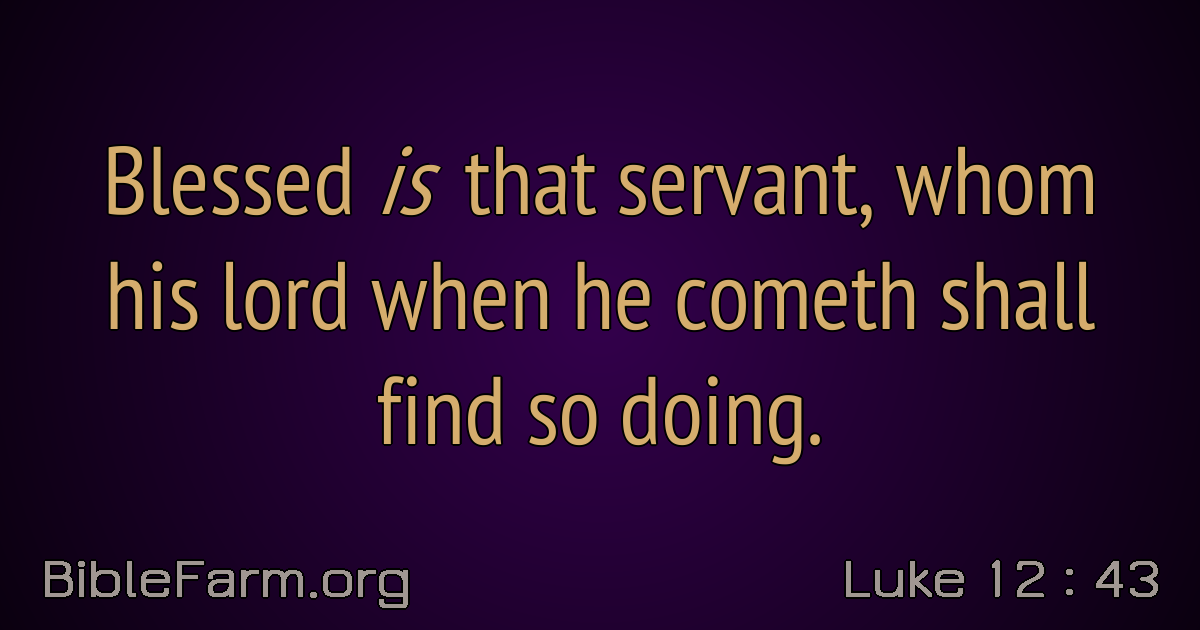 Blessed is that servant, whom
his lord when he cometh shall
find so doing.
BibleFarm.org
Luke 12 : 43